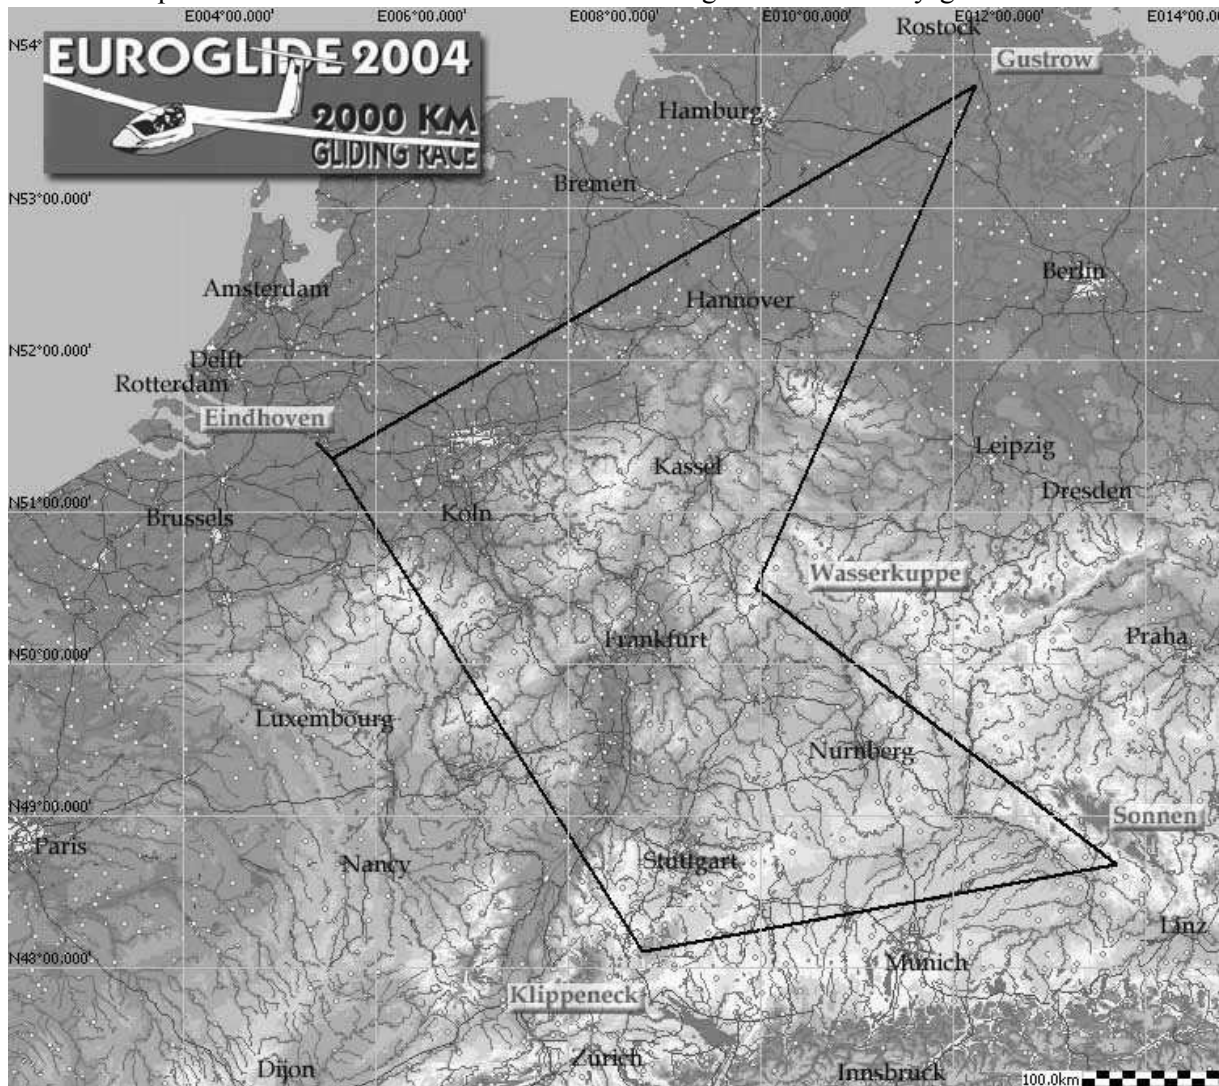 E004°00.000'
E006°00.000'
E008°00.000'
E010°00.000'
E012°00.000'
E014°00.0
Rostock
N54°
EUROGLIDE 2004
Gustrow
2000 KM
GLIDING RACE
Hamburg
Bremen
N53°00.000'
Berlin
Amsterdam
Hannover
N52°00.000'
Delft
Rotterdam
Eindhoven
Leipzig
Kassel
Dresden
N51°00.000'
Brussels
Koln
Wasserkuppe
Frankfurt
Praha
N50°00.000'
Luxembourg
Nurnberg
N49°00.000'
Sonnen
Paris
Nancy
Stuttgart
Linz
N48°00.000'
Munich
Klippeneck
Dijon
Zurich
Innsbruck
100.0km